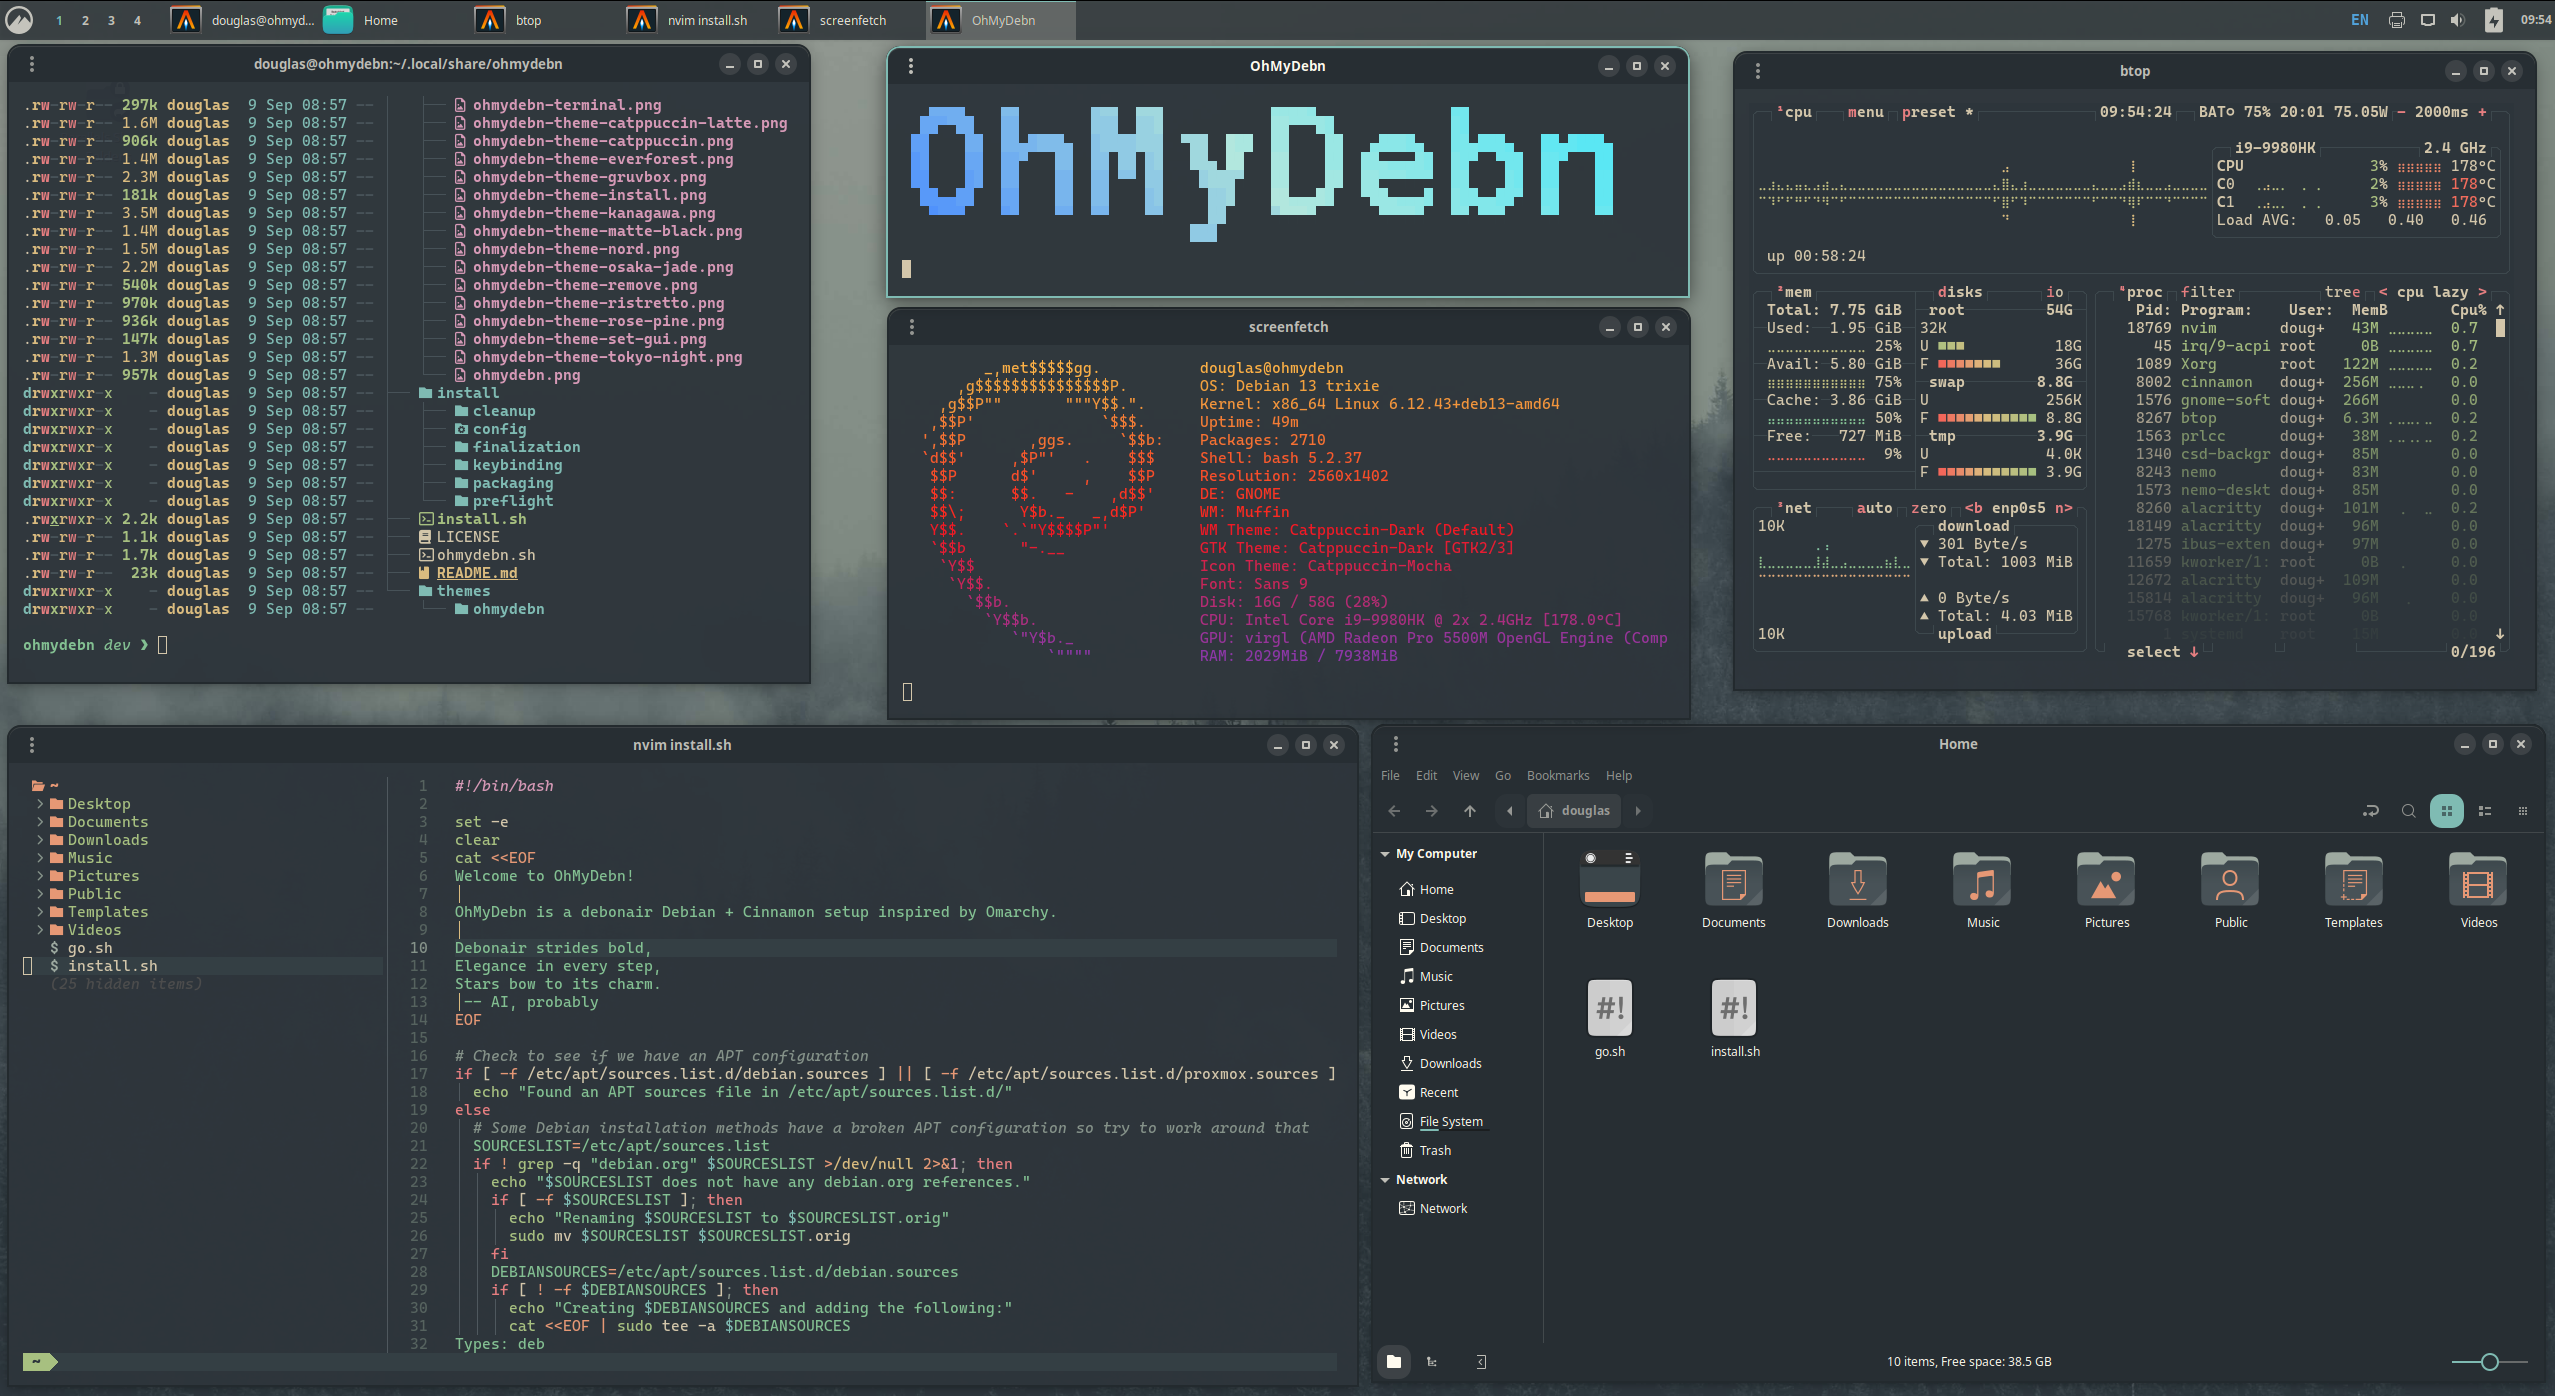 1 2 3 4 douglas@ohmyd... Home btop nvim install.sh screenfetch OhMyDebn EN 09:54
douglas@ohmydebn:~/.local/share/ohmydebn
.rw-rw-r-- 297k douglas 9 Sep 08:57 -- ohmydebn-terminal.png
.rw-rw-r-- 1.6M douglas 9 Sep 08:57 -- ohmydebn-theme-catppuccin-latte.png
.rw-rw-r-- 906k douglas 9 Sep 08:57 -- ohmydebn-theme-catppuccin.png
.rw-rw-r-- 1.4M douglas 9 Sep 08:57 -- ohmydebn-theme-everforest.png
.rw-rw-r-- 2.3M douglas 9 Sep 08:57 -- ohmydebn-theme-gruvbox.png
.rw-rw-r-- 181k douglas 9 Sep 08:57 -- ohmydebn-theme-install.png
.rw-rw-r-- 3.5M douglas 9 Sep 08:57 -- ohmydebn-theme-kanagawa.png
.rw-rw-r-- 1.4M douglas 9 Sep 08:57 -- ohmydebn-theme-matte-black.png
.rw-rw-r-- 1.5M douglas 9 Sep 08:57 -- ohmydebn-theme-nord.png
.rw-rw-r-- 2.2M douglas 9 Sep 08:57 -- ohmydebn-theme-osaka-jade.png
.rw-rw-r-- 540k douglas 9 Sep 08:57 -- ohmydebn-theme-remove.png
.rw-rw-r-- 970k douglas 9 Sep 08:57 -- ohmydebn-theme-ristretto.png
.rw-rw-r-- 936k douglas 9 Sep 08:57 -- ohmydebn-theme-rose-pine.png
.rw-rw-r-- 147k douglas 9 Sep 08:57 -- ohmydebn-theme-set-gui.png
.rw-rw-r-- 1.3M douglas 9 Sep 08:57 -- ohmydebn-theme-tokyo-night.png
.rw-rw-r-- 957k douglas 9 Sep 08:57 -- ohmydebn.png
drwxrwxr-x - douglas 9 Sep 08:57 -- install
drwxrwxr-x - douglas 9 Sep 08:57 -- cleanup
drwxrwxr-x - douglas 9 Sep 08:57 -- config
drwxrwxr-x - douglas 9 Sep 08:57 -- finalization
drwxrwxr-x - douglas 9 Sep 08:57 -- keybinding
drwxrwxr-x - douglas 9 Sep 08:57 -- packaging
drwxrwxr-x - douglas 9 Sep 08:57 -- preflight
.rwxrwxr-x 2.2k douglas 9 Sep 08:57 -- install.sh
.rw-rw-r-- 1.1k douglas 9 Sep 08:57 -- LICENSE
.rw-rw-r-- 1.7k douglas 9 Sep 08:57 -- ohmydebn.sh
.rw-rw-r-- 23k douglas 9 Sep 08:57 -- README.md
drwxrwxr-x - douglas 9 Sep 08:57 -- themes
drwxrwxr-x - douglas 9 Sep 08:57 -- ohmydebn
ohmydebn dev ❯
OhMyDebn
OhMyDebn
screenfetch
douglas@ohmydebn
OS: Debian 13 trixie
Kernel: x86_64 Linux 6.12.43+deb13-amd64
Uptime: 49m
Packages: 2710
Shell: bash 5.2.37
Resolution: 2560x1402
DE: GNOME
WM: Muffin
WM Theme: Catppuccin-Dark (Default)
GTK Theme: Catppuccin-Dark [GTK2/3]
Icon Theme: Catppuccin-Mocha
Font: Sans 9
Disk: 16G / 58G (28%)
CPU: Intel Core i9-9980HK @ 2x 2.4GHz [178.0°C]
GPU: virgl (AMD Radeon Pro 5500M OpenGL Engine (Comp
RAM: 2029MiB / 7938MiB
btop
¹cpu menu preset * 09:54:24 BAT 75% 20:01 75.05W - 2000ms +
i9-9980HK 2.4 GHz
CPU 3% 178°C
C0 2% 178°C
C1 3% 178°C
Load AVG: 0.05 0.40 0.46
up 00:58:24
²mem disks io
Total: 7.75 GiB root 54G
Used: 1.95 GiB 32K
25% U 18G
Avail: 5.80 GiB F 36G
75% swap 8.8G
Cache: 3.86 GiB U 256K
50% F 8.8G
Free: 727 MiB tmp 3.9G
9% U 4.0K
F 3.9G
³net auto zero <b enp0s5 n>
10K download
▼ 301 Byte/s
▼ Total: 1003 MiB
▲ 0 Byte/s
▲ Total: 4.03 MiB
10K upload
⁴proc filter tree < cpu lazy >
Pid: Program: User: MemB Cpu% ↑
18769 nvim doug+ 43M 0.7
45 irq/9-acpi root 0B 0.7
1089 Xorg root 122M 0.2
8002 cinnamon doug+ 256M 0.0
1576 gnome-soft doug+ 266M 0.0
8267 btop doug+ 6.3M 0.2
1563 prlcc doug+ 38M 0.2
1340 csd-backgr doug+ 85M 0.0
8243 nemo doug+ 83M 0.0
1573 nemo-deskt doug+ 85M 0.0
8260 alacritty doug+ 101M 0.2
18149 alacritty doug+ 96M 0.0
1275 ibus-exten doug+ 97M 0.0
11659 kworker/1: root 0B 0.0
12672 alacritty doug+ 109M 0.0
15814 alacritty doug+ 96M 0.0
15768 kworker/1: root 0B 0.0
1 systemd root 15M 0.0 ↓
select ↓ 0/196
nvim install.sh
~
Desktop
Documents
Downloads
Music
Pictures
Public
Templates
Videos
$ go.sh
$ install.sh
(25 hidden items)
1 #!/bin/bash
2
3 set -e
4 clear
5 cat <<EOF
6 Welcome to OhMyDebn!
7
8 OhMyDebn is a debonair Debian + Cinnamon setup inspired by Omarchy.
9
10 Debonair strides bold,
11 Elegance in every step,
12 Stars bow to its charm.
13 -- AI, probably
14 EOF
15
16 # Check to see if we have an APT configuration
17 if [ -f /etc/apt/sources.list.d/debian.sources ] || [ -f /etc/apt/sources.list.d/proxmox.sources ]
18 echo "Found an APT sources file in /etc/apt/sources.list.d/"
19 else
20 # Some Debian installation methods have a broken APT configuration so try to work around that
21 SOURCESLIST=/etc/apt/sources.list
22 if ! grep -q "debian.org" $SOURCESLIST >/dev/null 2>&1; then
23 echo "$SOURCESLIST does not have any debian.org references."
24 if [ -f $SOURCESLIST ]; then
25 echo "Renaming $SOURCESLIST to $SOURCESLIST.orig"
26 sudo mv $SOURCESLIST $SOURCESLIST.orig
27 fi
28 DEBIANSOURCES=/etc/apt/sources.list.d/debian.sources
29 if [ ! -f $DEBIANSOURCES ]; then
30 echo "Creating $DEBIANSOURCES and adding the following:"
31 cat <<EOF | sudo tee -a $DEBIANSOURCES
32 Types: deb
~
Home
File Edit View Go Bookmarks Help
douglas
My Computer
Home
Desktop
Documents
Music
Pictures
Videos
Downloads
Recent
File System
Trash
Network
Network
Desktop Documents Downloads Music Pictures Public Templates Videos
#! #!
go.sh install.sh
10 items, Free space: 38.5 GB